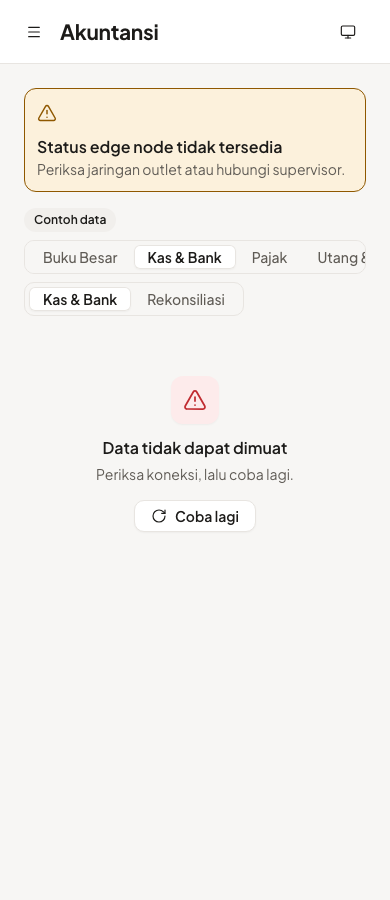 Akuntansi
Status edge node tidak tersedia
Periksa jaringan outlet atau hubungi supervisor.
Contoh data
Buku Besar Kas & Bank Pajak Utang &
Kas & Bank Rekonsiliasi
Data tidak dapat dimuat
Periksa koneksi, lalu coba lagi.
Coba lagi